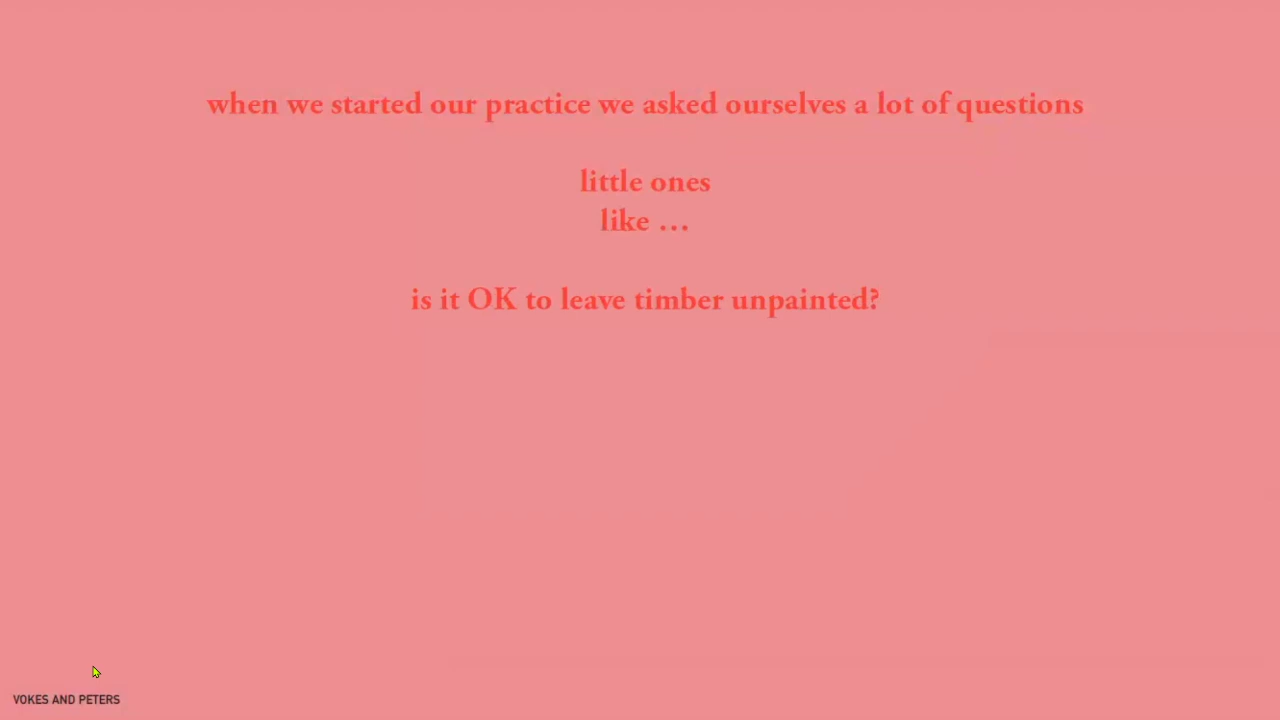 when we started our practice we asked ourselves a lot of questions
little ones
like …
is it OK to leave timber unpainted?
VOKES AND PETERS